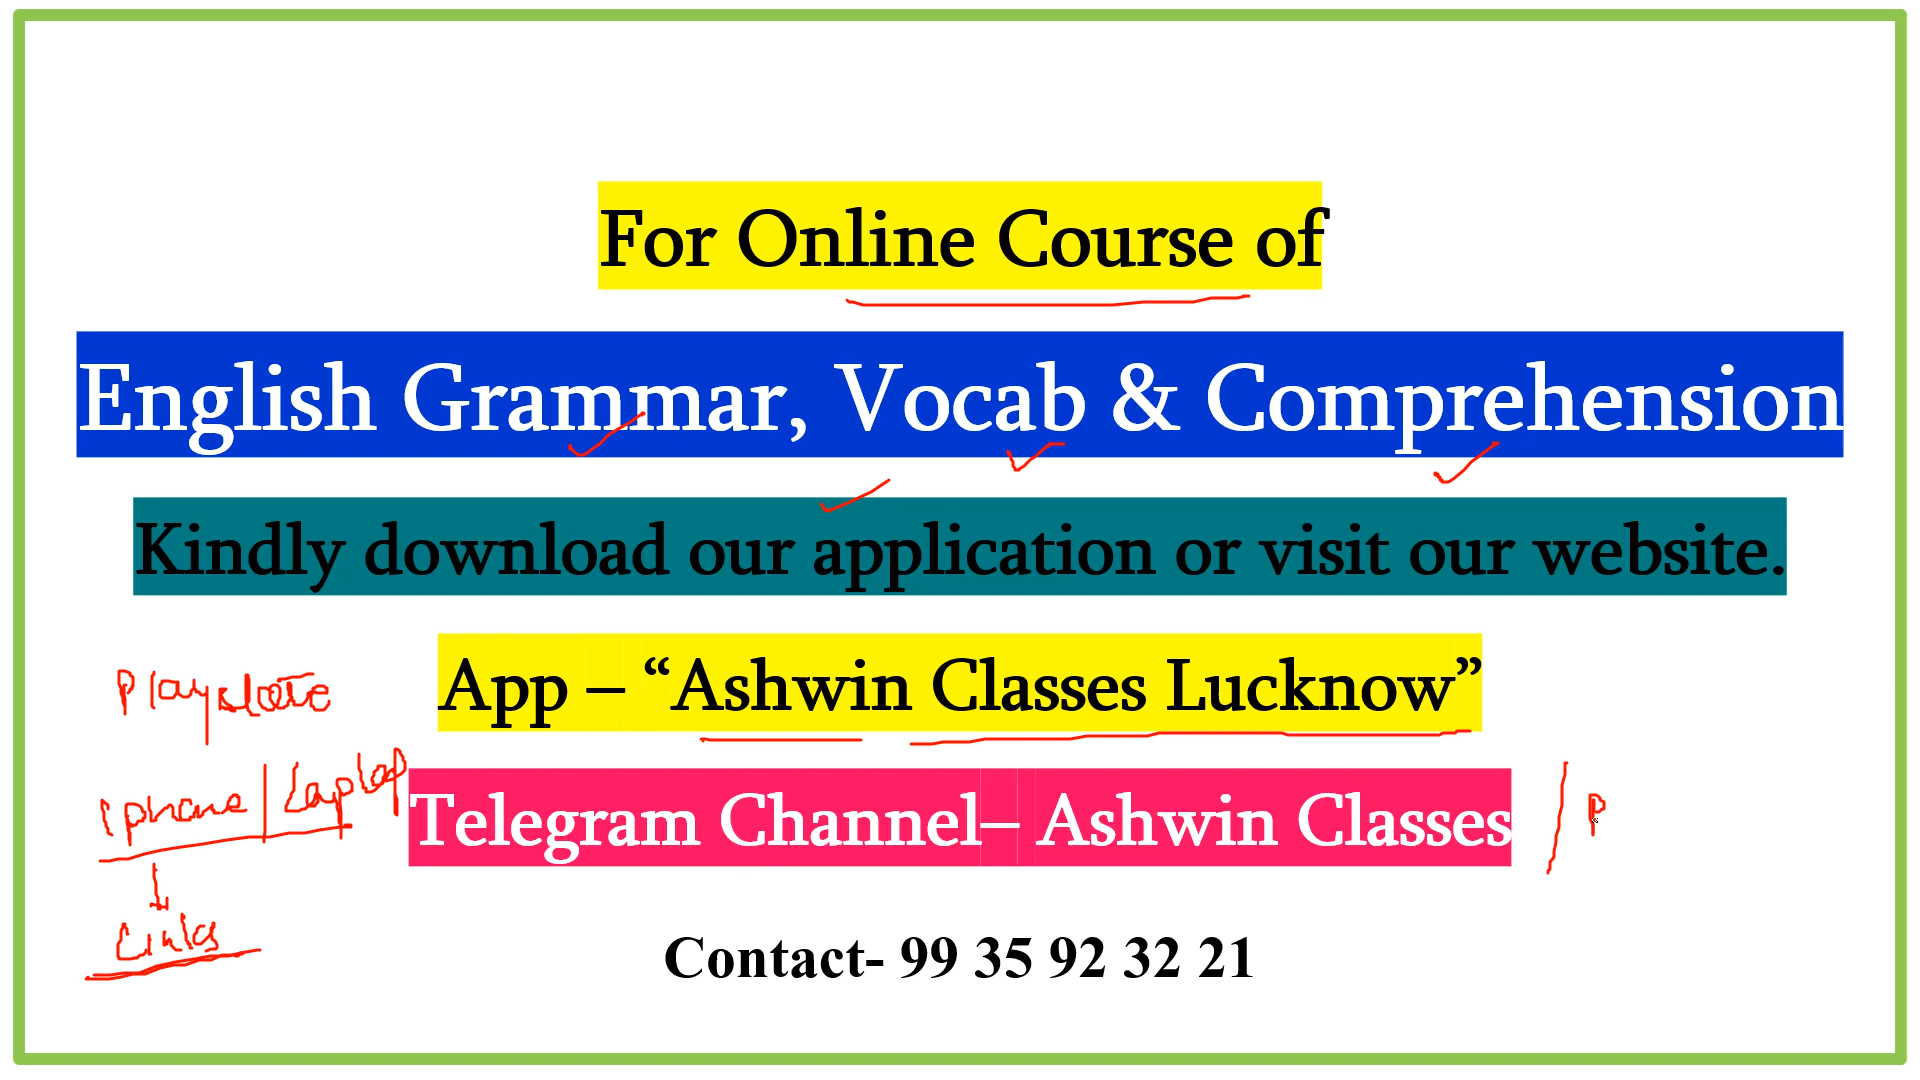 For Online Course of
English Grammar, Vocab & Comprehension
Kindly download our application or visit our website.
App – “Ashwin Classes Lucknow”
Telegram Channel– Ashwin Classes / P
Contact- 99 35 92 32 21
Iphone | Laptop
Links